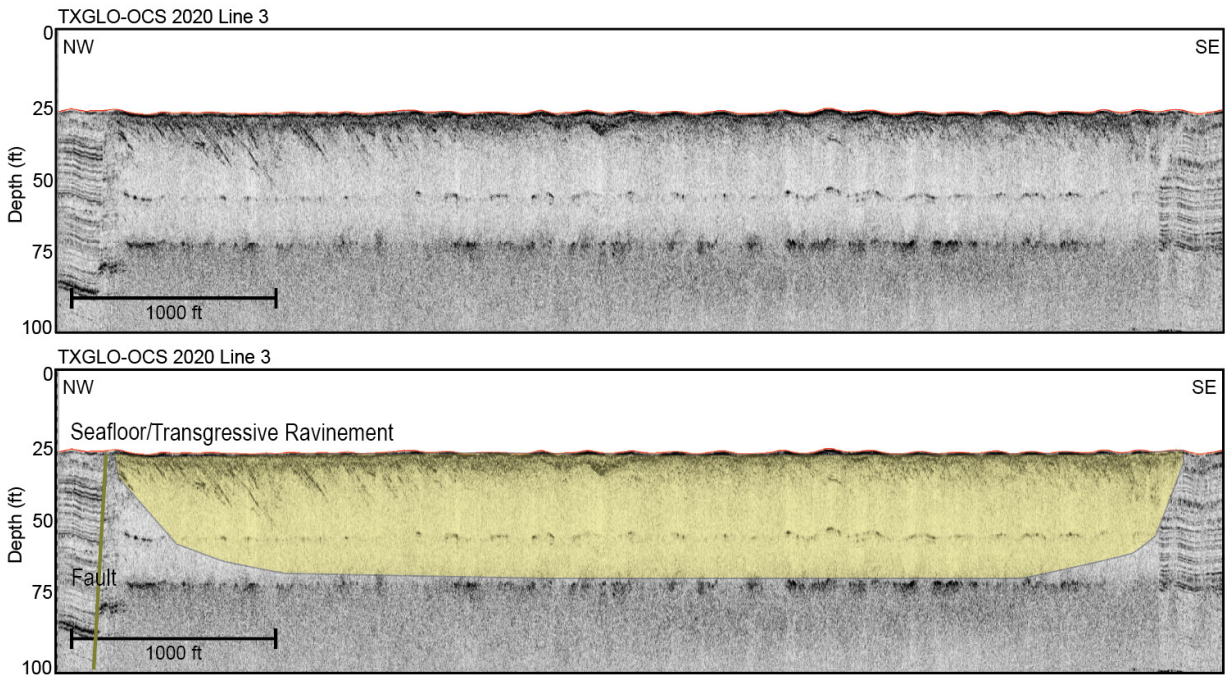 TXGLO-OCS 2020 Line 3
0
NW
SE
25
50
Depth (ft)
75
1000 ft
100
TXGLO-OCS 2020 Line 3
0
NW
SE
Seafloor/Transgressive Ravinement
25
50
Depth (ft)
Fault
75
1000 ft
100